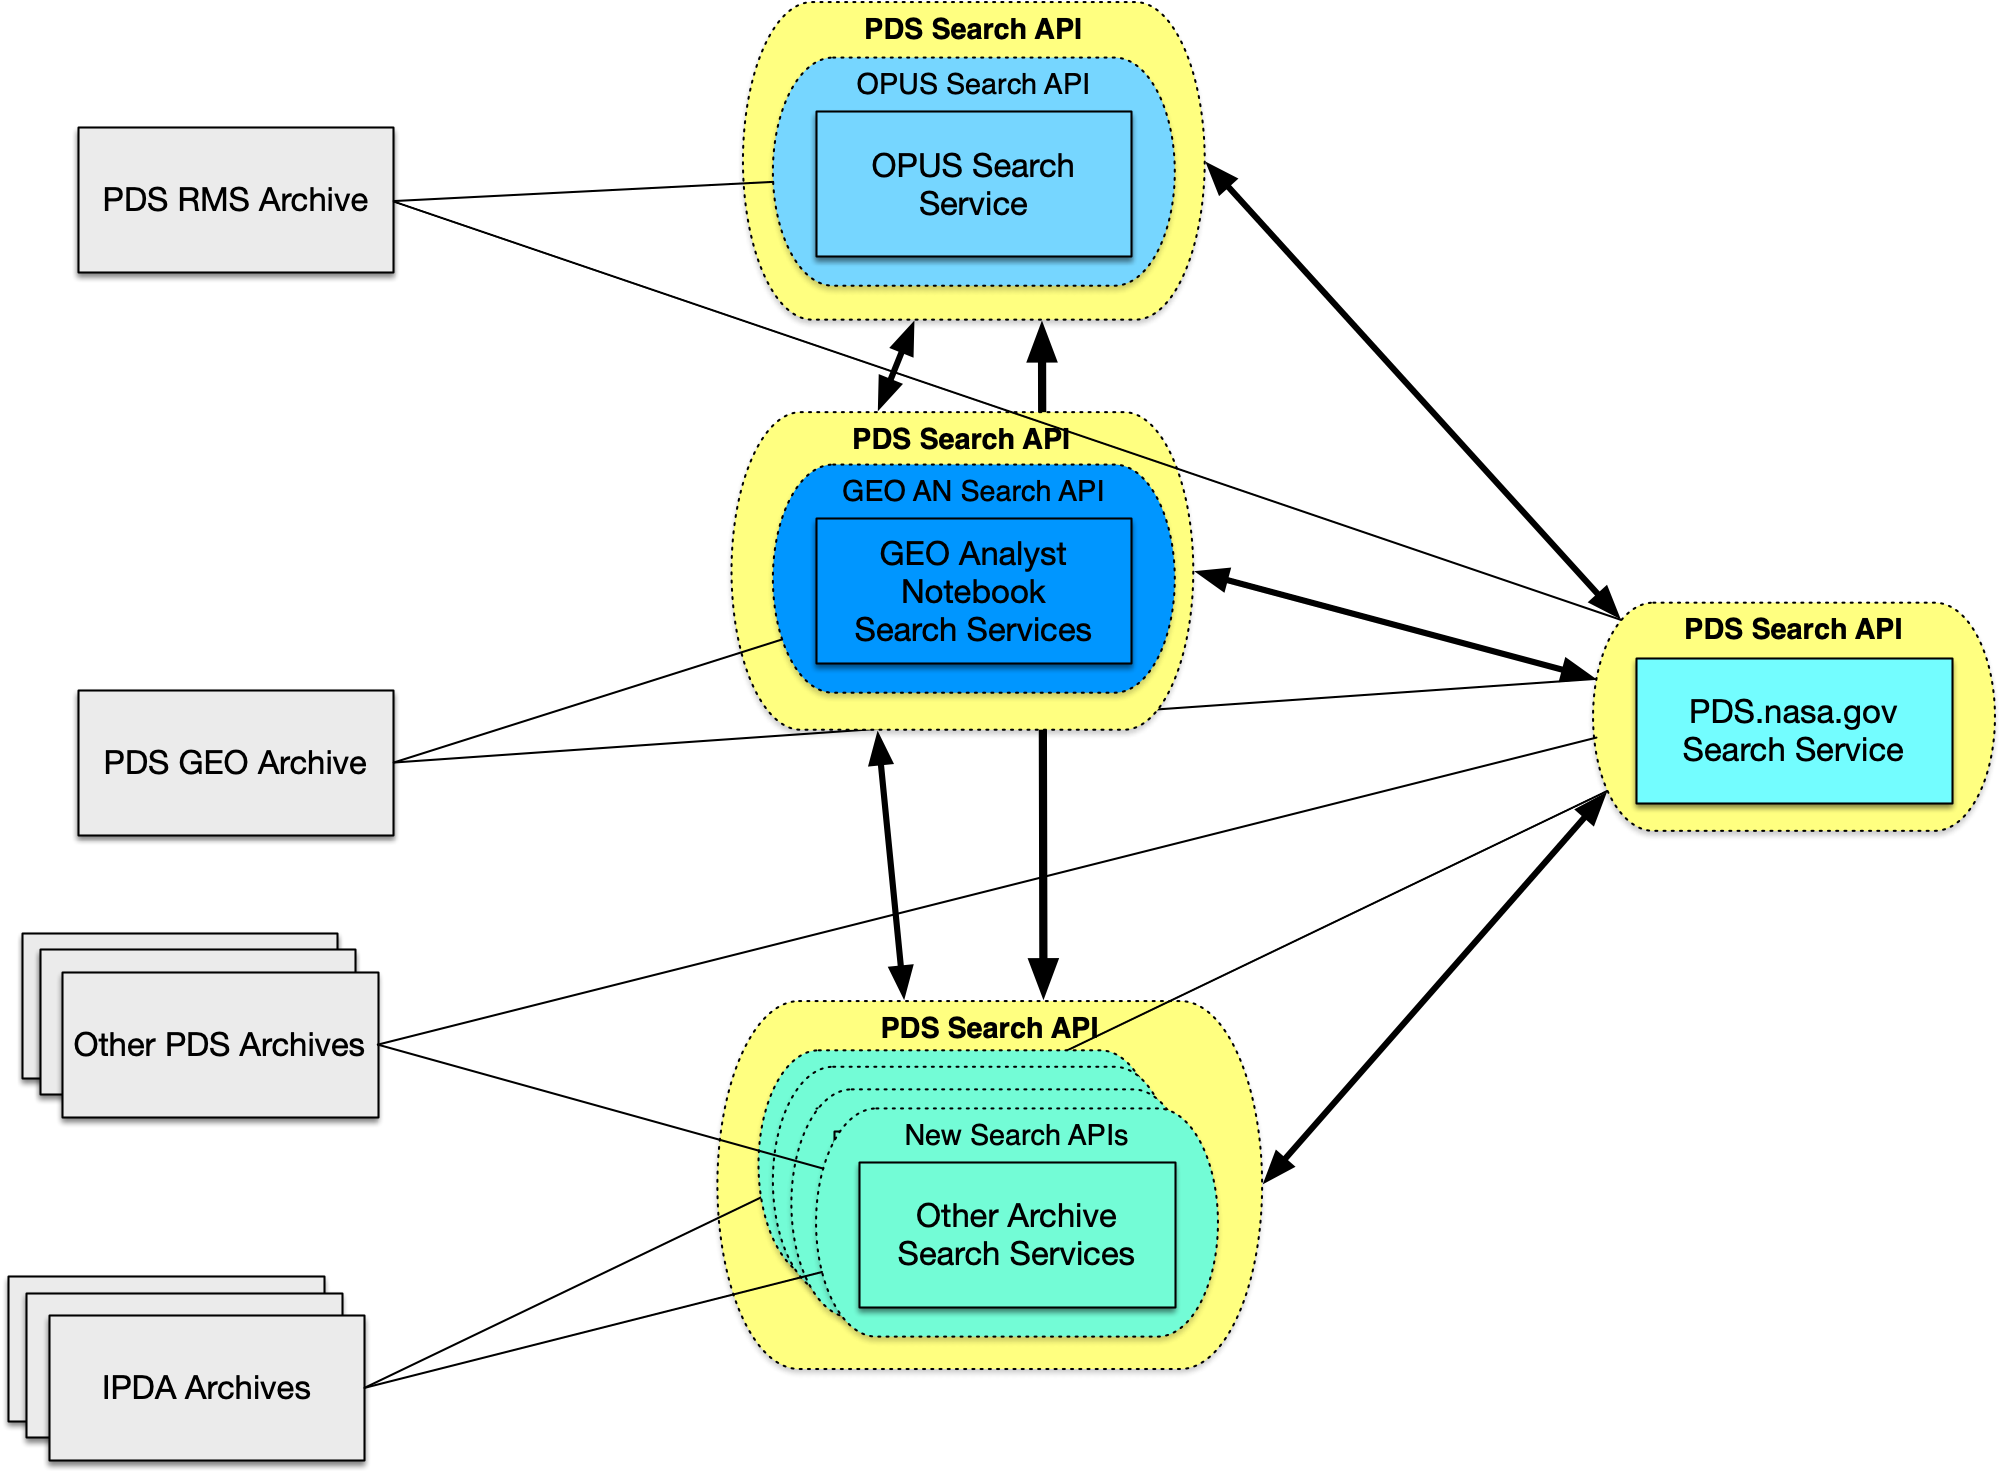 PDS Search API
OPUS Search API
OPUS Search
Service
PDS RMS Archive
PDS Search API
GEO AN Search API
GEO Analyst
Notebook
Search Services
PDS Search API
PDS.nasa.gov
Search Service
PDS GEO Archive
Other PDS Archives
PDS Search API
New Search APIs
Other Archive
Search Services
IPDA Archives